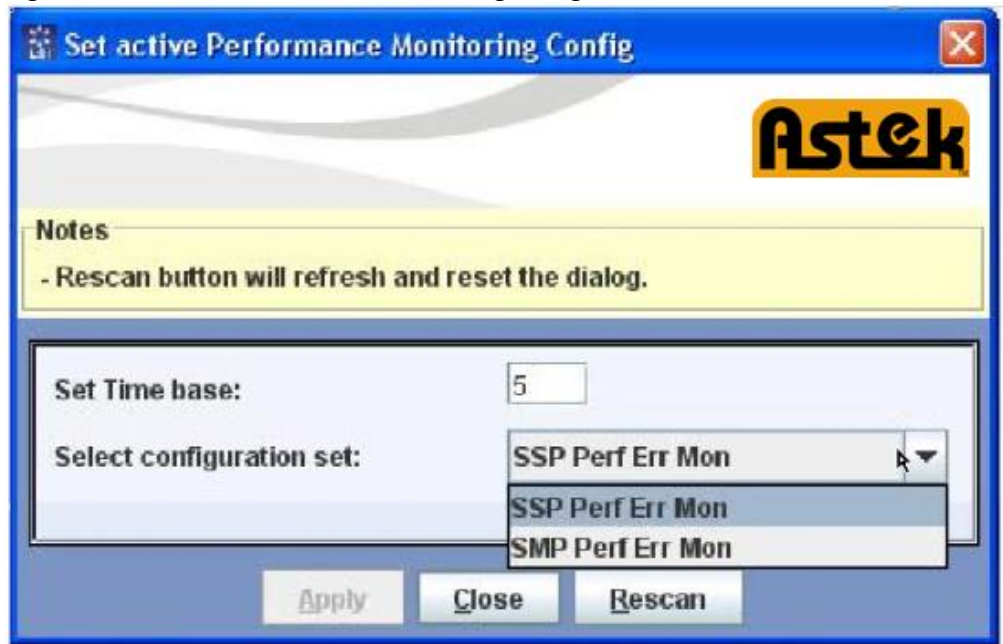 Set active Performance Monitoring Config
Astek
Notes
- Rescan button will refresh and reset the dialog.
Set Time base:
5
Select configuration set:
SSP Perf Err Mon
SSP Perf Err Mon
SMP Perf Err Mon
Apply
Close
Rescan